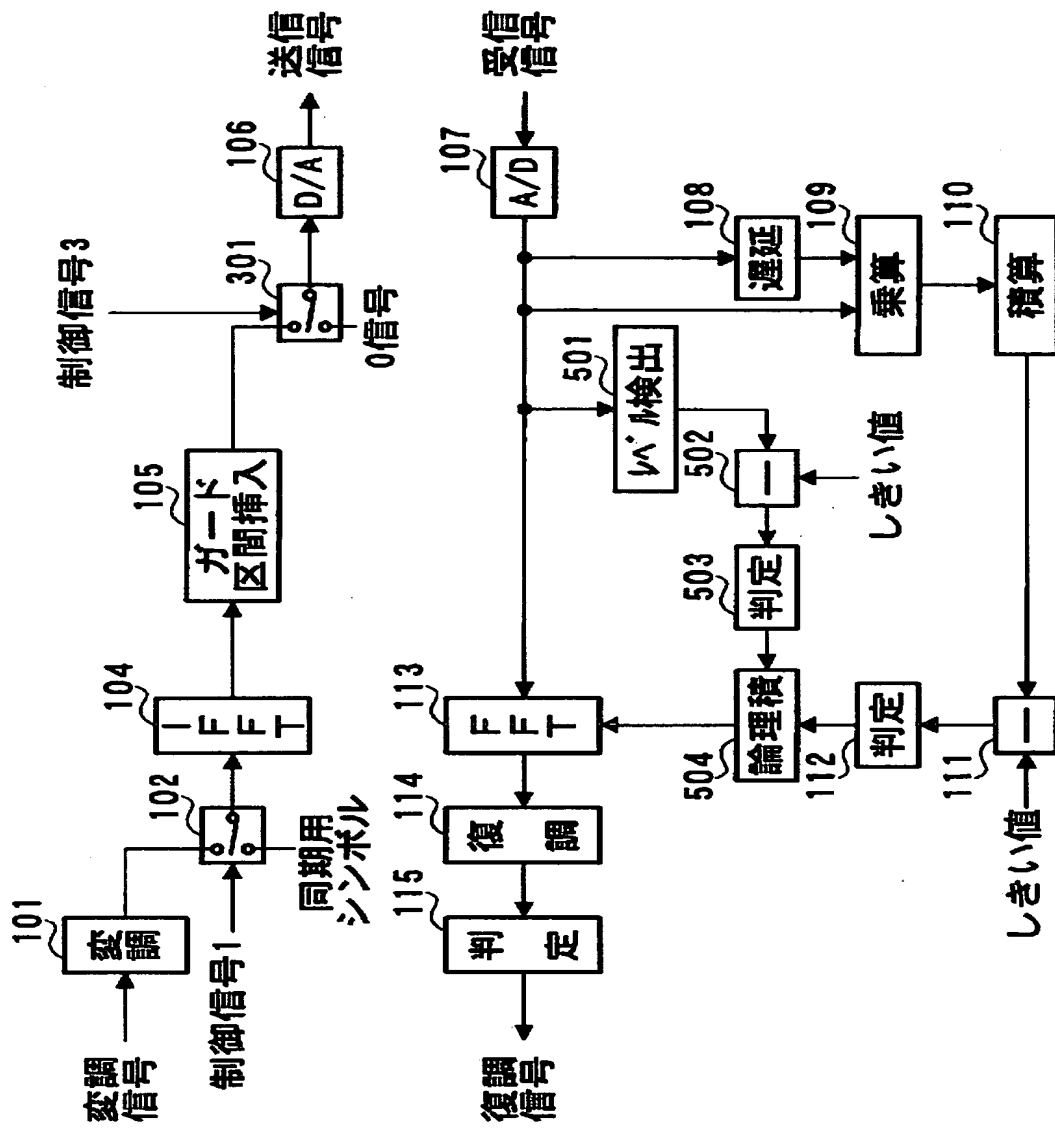 変調
信号
101
変調
制御信号1
102
同期用
シンボル
104
IFFT
105
ガード
区間挿入
制御信号3
301
0信号
106
D/A
送信
信号
受信
信号
107
A/D
108
遅延
109
乗算
110
積算
501
レベル検出
502
−
しきい値
503
判定
504
論理積
112
判定
111
−
しきい値
113
FFT
114
復調
115
判定
復調
信号